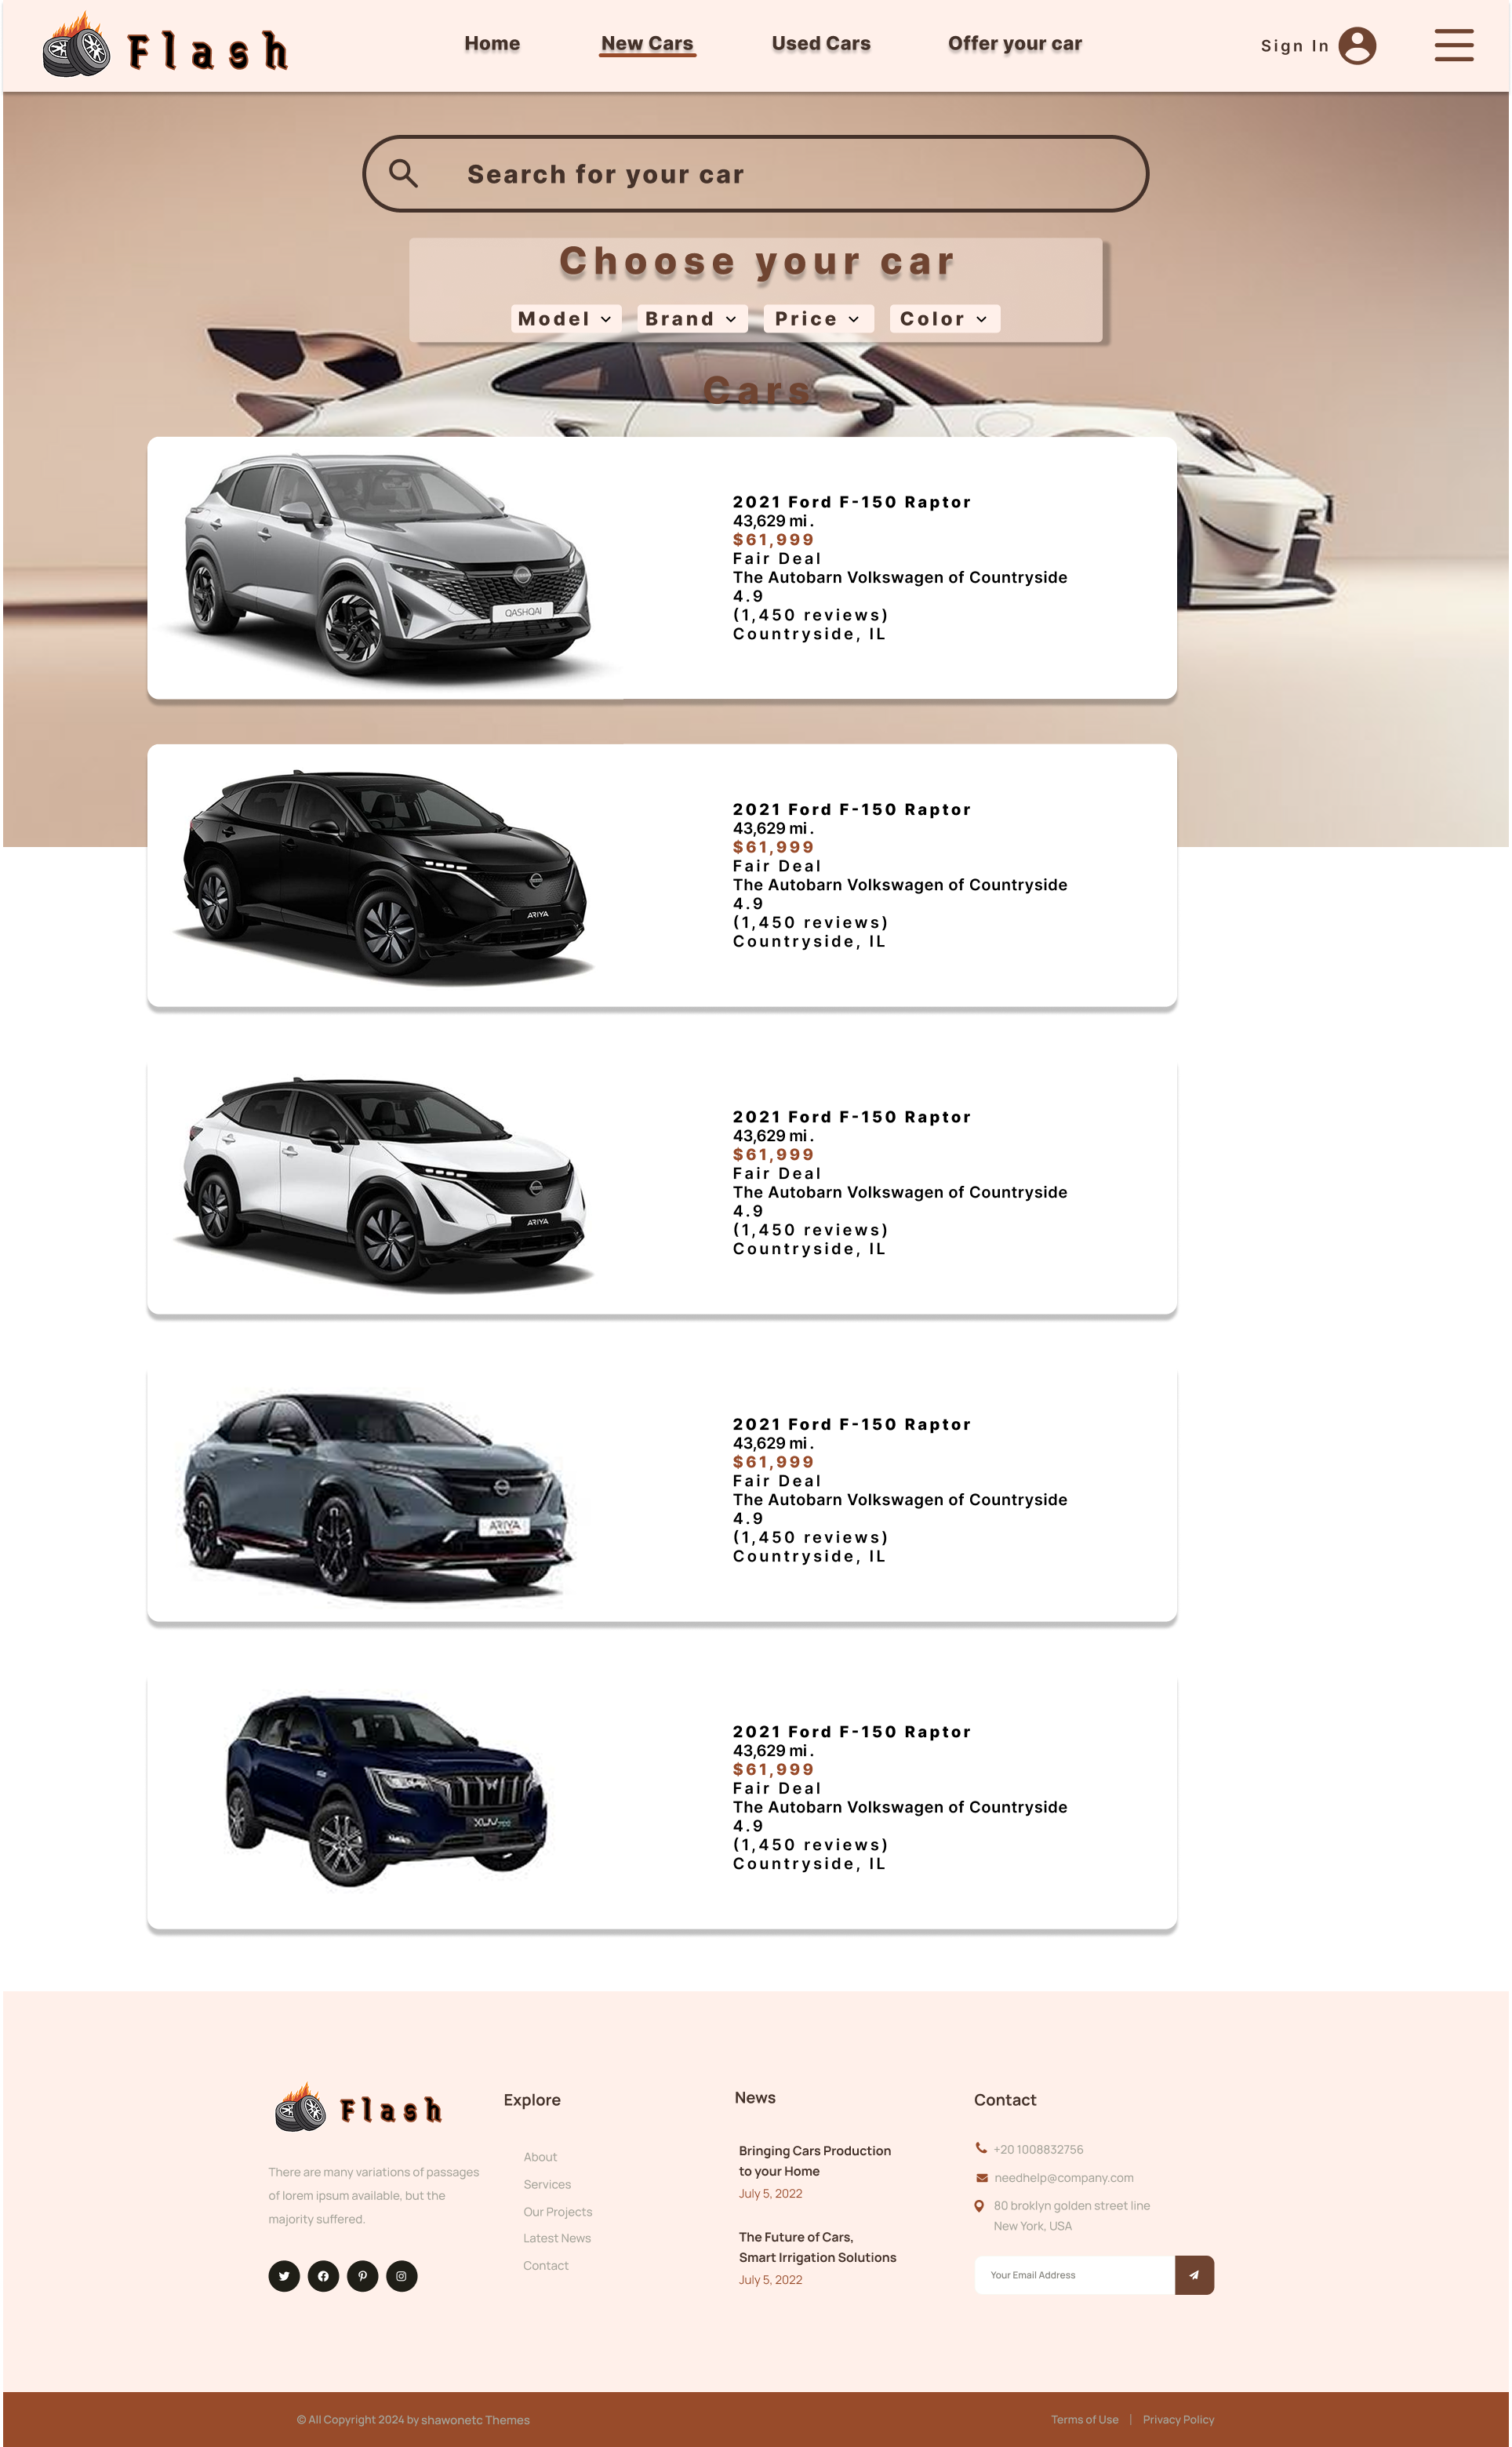 Flash
Home New Cars Used Cars Offer your car Sign In
Search for your car
Choose your car
Model Brand Price Color
Cars
QASHQAI
2021 Ford F-150 Raptor
43,629 mi.
$61,999
Fair Deal
The Autobarn Volkswagen of Countryside
4.9
(1,450 reviews)
Countryside, IL
ARIYA
2021 Ford F-150 Raptor
43,629 mi.
$61,999
Fair Deal
The Autobarn Volkswagen of Countryside
4.9
(1,450 reviews)
Countryside, IL
ARIYA
2021 Ford F-150 Raptor
43,629 mi.
$61,999
Fair Deal
The Autobarn Volkswagen of Countryside
4.9
(1,450 reviews)
Countryside, IL
ARIYA
2021 Ford F-150 Raptor
43,629 mi.
$61,999
Fair Deal
The Autobarn Volkswagen of Countryside
4.9
(1,450 reviews)
Countryside, IL
XUV700
2021 Ford F-150 Raptor
43,629 mi.
$61,999
Fair Deal
The Autobarn Volkswagen of Countryside
4.9
(1,450 reviews)
Countryside, IL
Flash
There are many variations of passages
of lorem ipsum available, but the
majority suffered.
Explore
About
Services
Our Projects
Latest News
Contact
News
Bringing Cars Production
to your Home
July 5, 2022
The Future of Cars,
Smart Irrigation Solutions
July 5, 2022
Contact
+20 1008832756
needhelp@company.com
80 broklyn golden street line
New York, USA
Your Email Address
© All Copyright 2024 by shawonetc Themes
Terms of Use | Privacy Policy